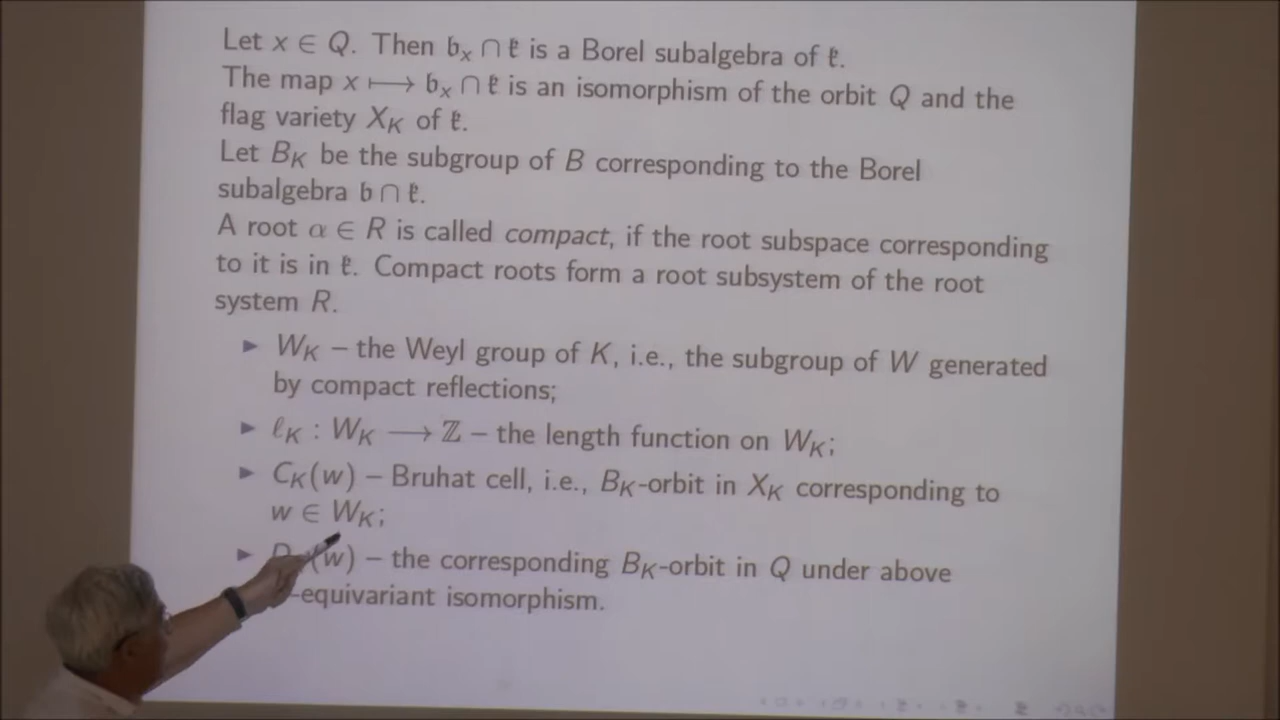 Let x ∈ Q. Then 𝔟ₓ ∩ 𝔨 is a Borel subalgebra of 𝔨.
The map x ⟼ 𝔟ₓ ∩ 𝔨 is an isomorphism of the orbit Q and the
flag variety X_K of 𝔨.
Let B_K be the subgroup of B corresponding to the Borel
subalgebra 𝔟 ∩ 𝔨.
A root α ∈ R is called compact, if the root subspace corresponding
to it is in 𝔨. Compact roots form a root subsystem of the root
system R.
▶ W_K – the Weyl group of K, i.e., the subgroup of W generated
by compact reflections;
▶ ℓ_K : W_K ⟶ ℤ – the length function on W_K;
▶ C_K(w) – Bruhat cell, i.e., B_K-orbit in X_K corresponding to
w ∈ W_K;
▶ (w) – the corresponding B_K-orbit in Q under above
-equivariant isomorphism.